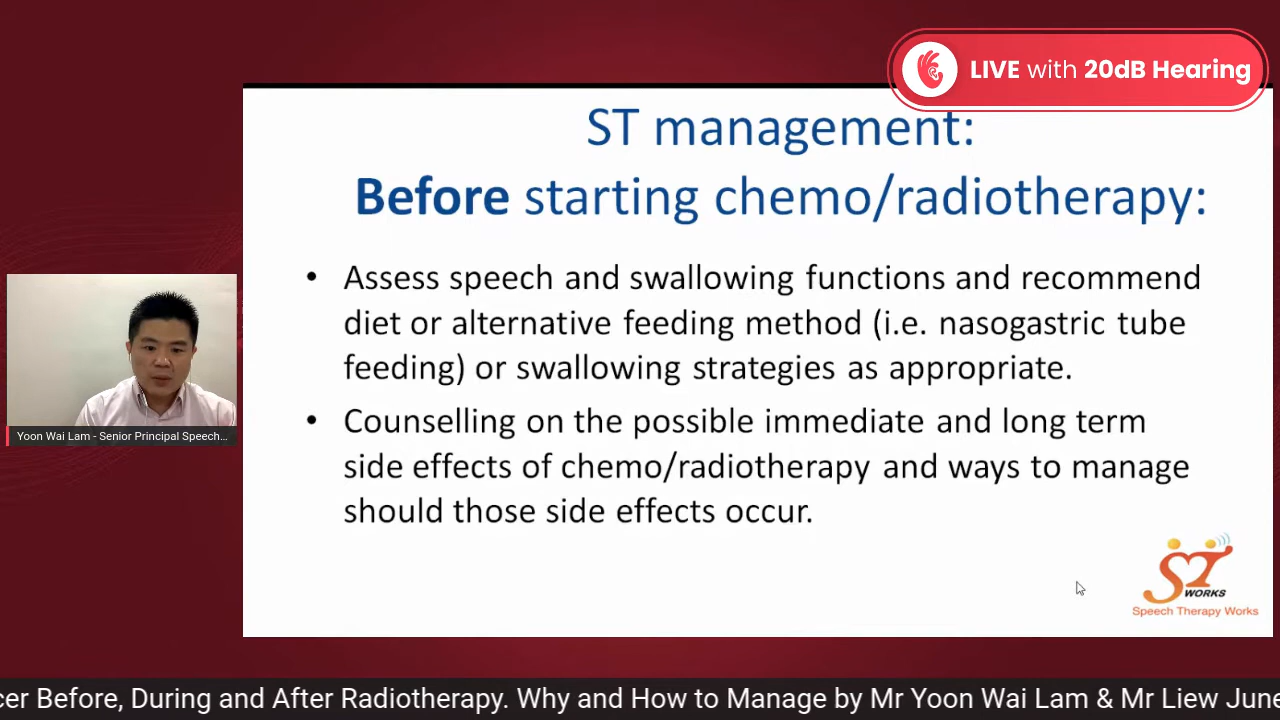 LIVE with 20dB Hearing
ST management:
Before starting chemo/radiotherapy:
• Assess speech and swallowing functions and recommend
diet or alternative feeding method (i.e. nasogastric tube
feeding) or swallowing strategies as appropriate.
• Counselling on the possible immediate and long term
side effects of chemo/radiotherapy and ways to manage
should those side effects occur.
Yoon Wai Lam - Senior Principal Speech...
ST
WORKS
Speech Therapy Works
cer Before, During and After Radiotherapy. Why and How to Manage by Mr Yoon Wai Lam & Mr Liew June